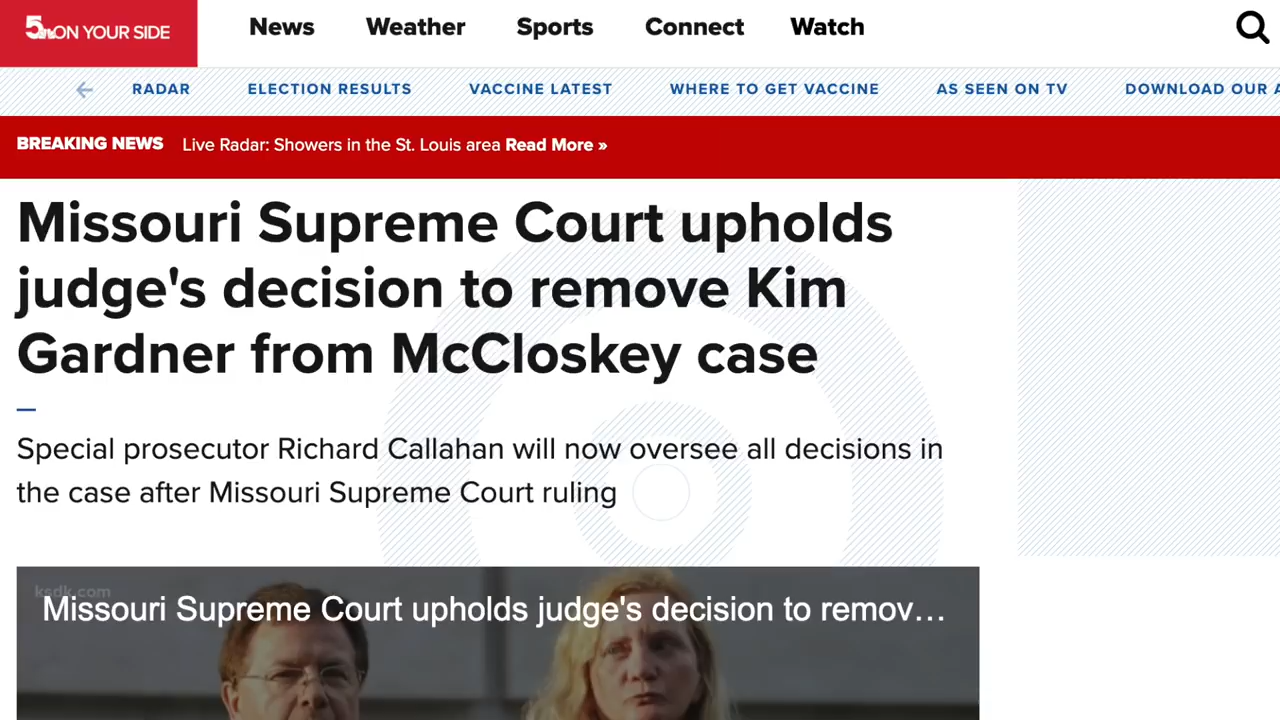 5 ON YOUR SIDE
News Weather Sports Connect Watch
RADAR ELECTION RESULTS VACCINE LATEST WHERE TO GET VACCINE AS SEEN ON TV DOWNLOAD OUR
BREAKING NEWS Live Radar: Showers in the St. Louis area Read More »
Missouri Supreme Court upholds
judge's decision to remove Kim
Gardner from McCloskey case
Special prosecutor Richard Callahan will now oversee all decisions in
the case after Missouri Supreme Court ruling
ksdk.com
Missouri Supreme Court upholds judge's decision to remov…